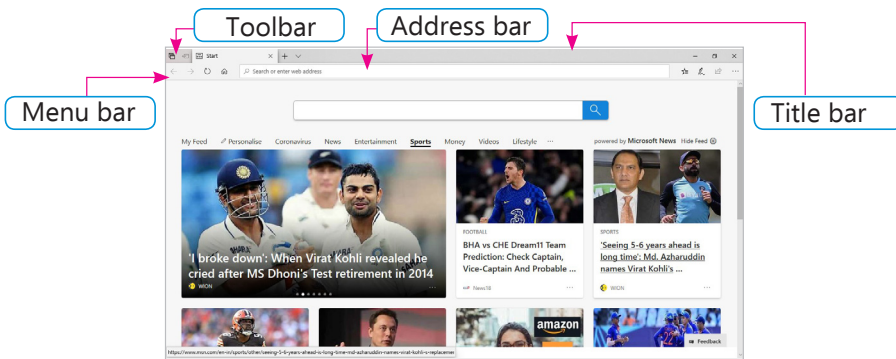 Toolbar
Address bar
Menu bar
Title bar
Start
Search or enter web address
My Feed Personalise Coronavirus News Entertainment Sports Money Videos Lifestyle ... powered by Microsoft News Hide Feed
'I broke down': When Virat Kohli revealed he
cried after MS Dhoni's Test retirement in 2014
WION
FOOTBALL
BHA vs CHE Dream11 Team
Prediction: Check Captain,
Vice-Captain And Probable ...
News18
SPORTS
'Seeing 5-6 years ahead is
long time': Md. Azharuddin
names Virat Kohli's ...
WION
amazon
Feedback
https://www.msn.com/en-in/sports/other/seeing-5-6-years-ahead-is-long-time-md-azharuddin-names-virat-kohli-s-replacemer